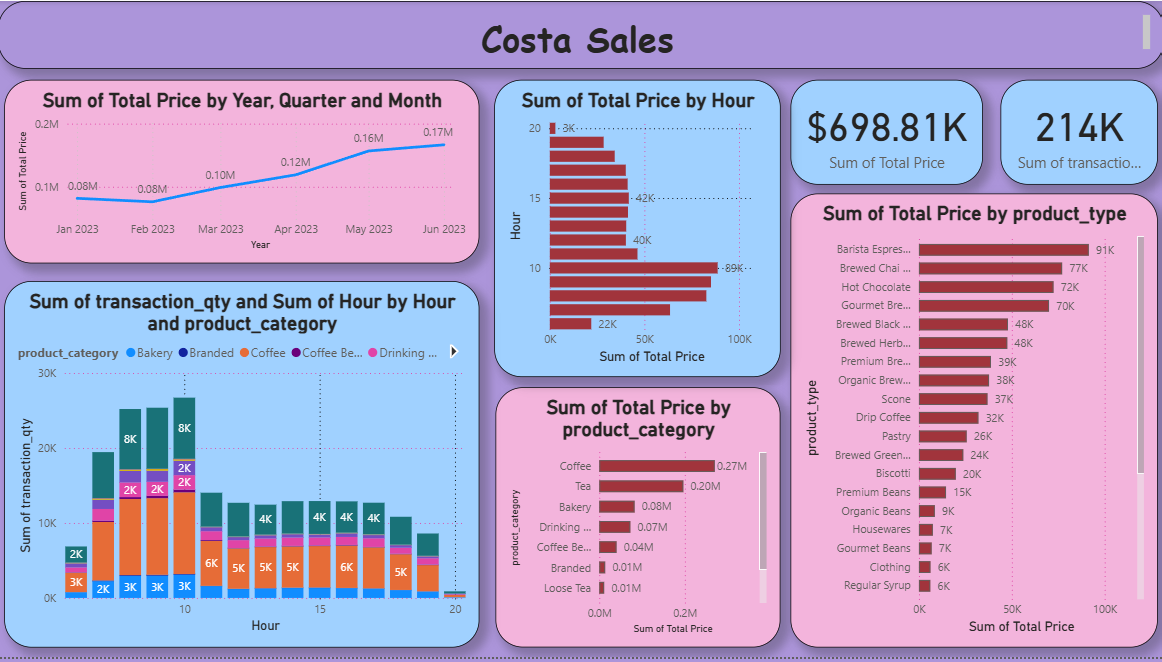 Costa Sales
Sum of Total Price by Year, Quarter and Month
Sum of Total Price
0.2M
0.1M
0.08M
0.08M
0.10M
0.12M
0.16M
0.17M
Jan 2023
Feb 2023
Mar 2023
Apr 2023
May 2023
Jun 2023
Year
Sum of Total Price by Hour
Hour
20
15
10
3K
42K
40K
89K
22K
0K
50K
100K
Sum of Total Price
$698.81K
Sum of Total Price
214K
Sum of transactio...
Sum of transaction_qty and Sum of Hour by Hour
and product_category
product_category
Bakery
Branded
Coffee
Coffee Be...
Drinking ...
Sum of transaction_qty
30K
20K
10K
0K
2K
3K
2K
8K
2K
3K
2K
3K
8K
2K
2K
3K
6K
5K
4K
5K
5K
4K
4K
6K
4K
5K
10
15
20
Hour
Sum of Total Price by
product_category
product_category
Coffee
0.27M
Tea
0.20M
Bakery
0.08M
Drinking ...
0.07M
Coffee Be...
0.04M
Branded
0.01M
Loose Tea
0.01M
0.0M
0.2M
Sum of Total Price
Sum of Total Price by product_type
product_type
Barista Espres...
91K
Brewed Chai ...
77K
Hot Chocolate
72K
Gourmet Bre...
70K
Brewed Black ...
48K
Brewed Herb...
48K
Premium Bre...
39K
Organic Brew...
38K
Scone
37K
Drip Coffee
32K
Pastry
26K
Brewed Green...
24K
Biscotti
20K
Premium Beans
15K
Organic Beans
9K
Housewares
7K
Gourmet Beans
7K
Clothing
6K
Regular Syrup
6K
0K
50K
100K
Sum of Total Price